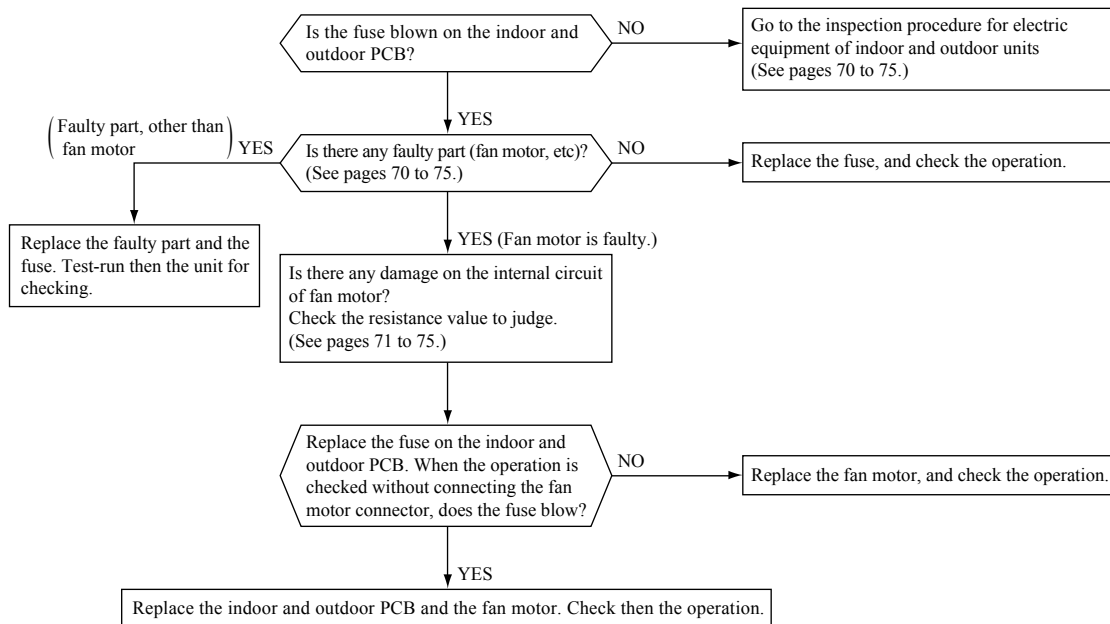 Is the fuse blown on the indoor and
outdoor PCB?
NO
Go to the inspection procedure for electric
equipment of indoor and outdoor units
(See pages 70 to 75.)
YES
(Faulty part, other than
fan motor)
YES
Is there any faulty part (fan motor, etc)?
(See pages 70 to 75.)
NO
Replace the fuse, and check the operation.
Replace the faulty part and the
fuse. Test-run then the unit for
checking.
YES (Fan motor is faulty.)
Is there any damage on the internal circuit
of fan motor?
Check the resistance value to judge.
(See pages 71 to 75.)
Replace the fuse on the indoor and
outdoor PCB. When the operation is
checked without connecting the fan
motor connector, does the fuse blow?
NO
Replace the fan motor, and check the operation.
YES
Replace the indoor and outdoor PCB and the fan motor. Check then the operation.